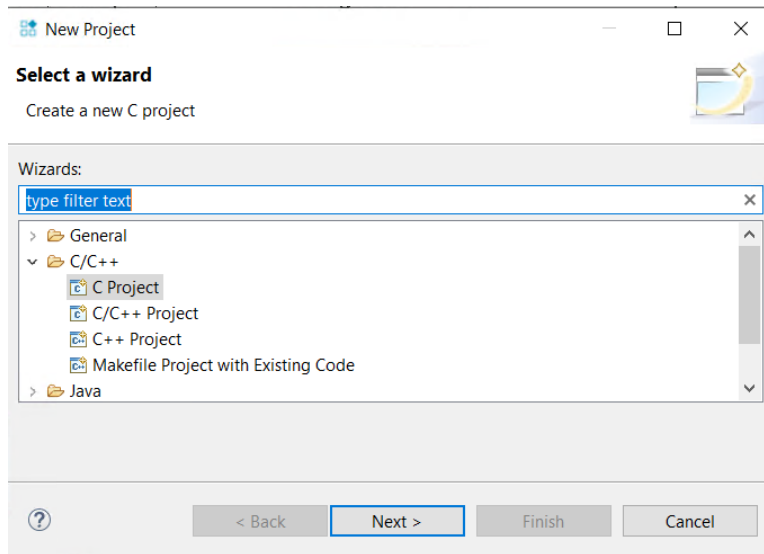 New Project
Select a wizard
Create a new C project
Wizards:
type filter text
General
C/C++
C Project
C/C++ Project
C++ Project
Makefile Project with Existing Code
Java
? < Back Next > Finish Cancel